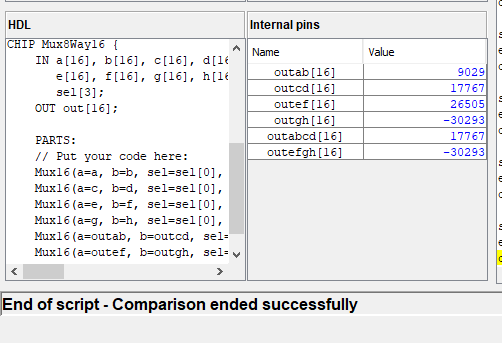 HDL
CHIP Mux8Way16 {
IN a[16], b[16], c[16], d[16
e[16], f[16], g[16], h[16
sel[3];
OUT out[16];
PARTS:
// Put your code here:
Mux16(a=a, b=b, sel=sel[0],
Mux16(a=c, b=d, sel=sel[0],
Mux16(a=e, b=f, sel=sel[0],
Mux16(a=g, b=h, sel=sel[0],
Mux16(a=outab, b=outcd, sel=
Mux16(a=outef, b=outgh, sel=
Internal pins
Name Value
outab[16] 9029
outcd[16] 17767
outef[16] 26505
outgh[16] -30293
outabcd[16] 17767
outefgh[16] -30293
End of script - Comparison ended successfully